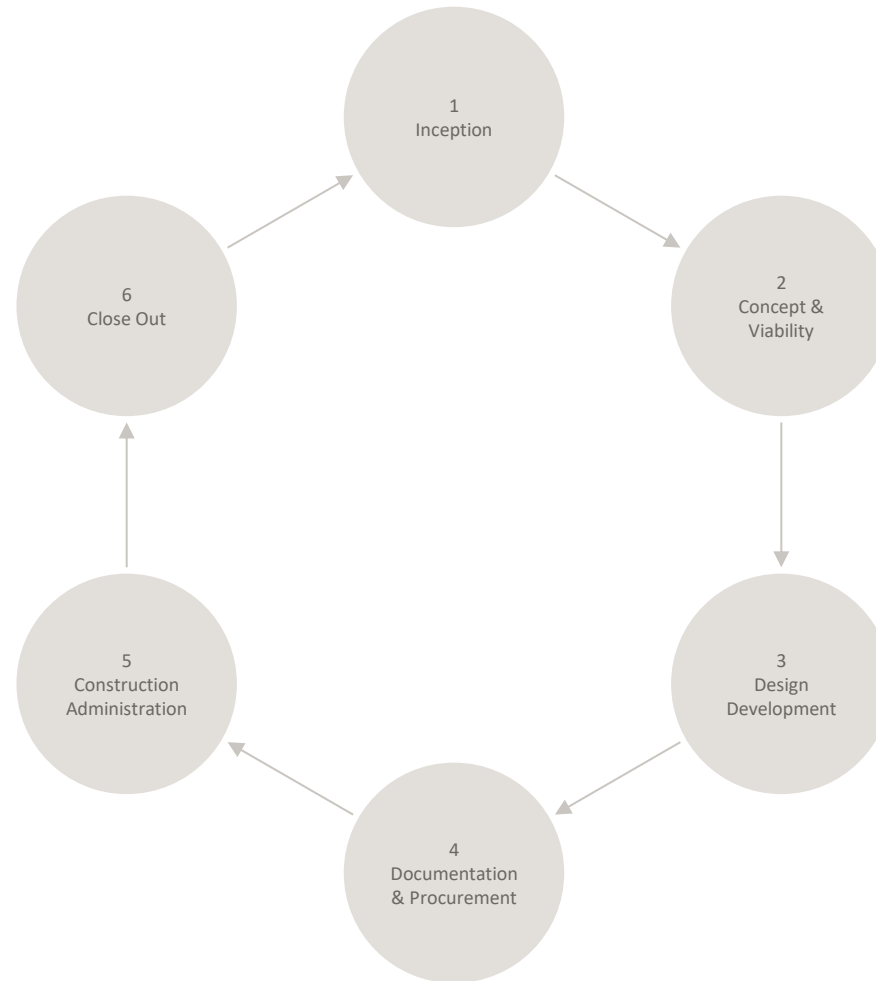 1
Inception
2
Concept &
Viability
3
Design
Development
4
Documentation
& Procurement
5
Construction
Administration
6
Close Out